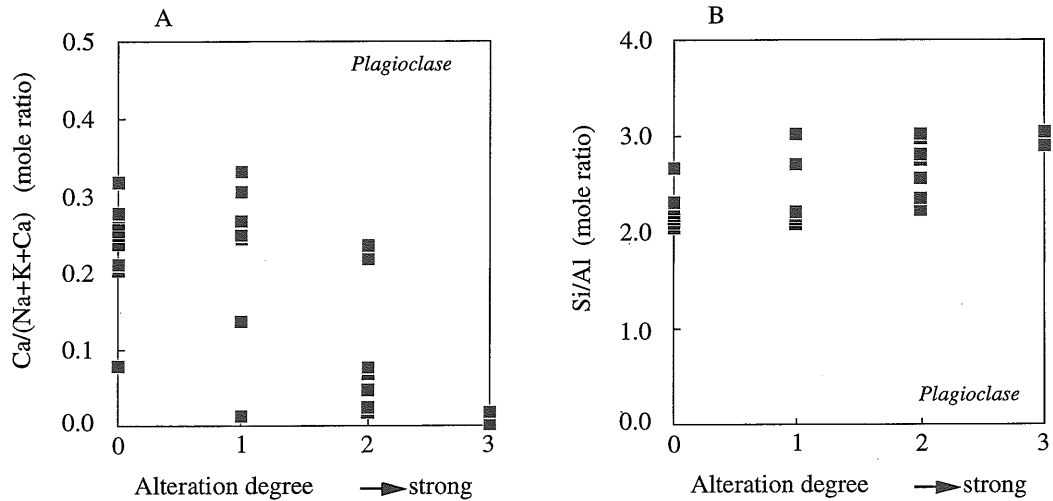 A
Ca/(Na+K+Ca) (mole ratio)
0.5
0.4
0.3
0.2
0.1
0.0
Plagioclase
0 1 2 3
Alteration degree strong
B
Si/Al (mole ratio)
4.0
3.0
2.0
1.0
0.0
Plagioclase
0 1 2 3
Alteration degree strong